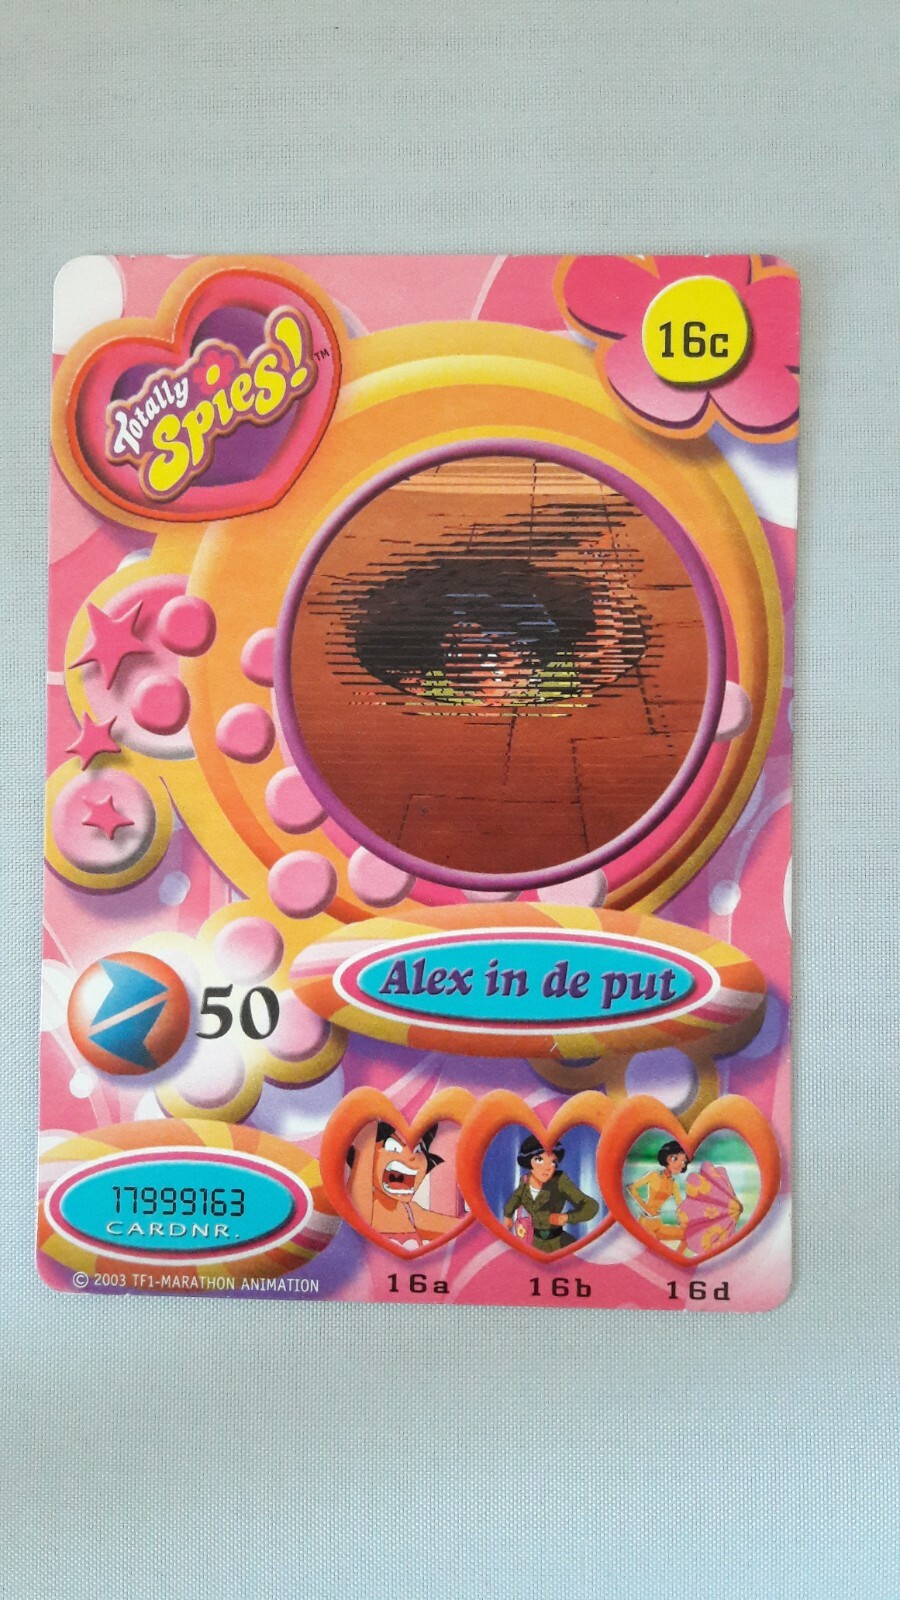 Totally
Spies!™
16c
Alex in de put
50
17999163
CARDNR.
© 2003 TF1-MARATHON ANIMATION
16a
16b
16d